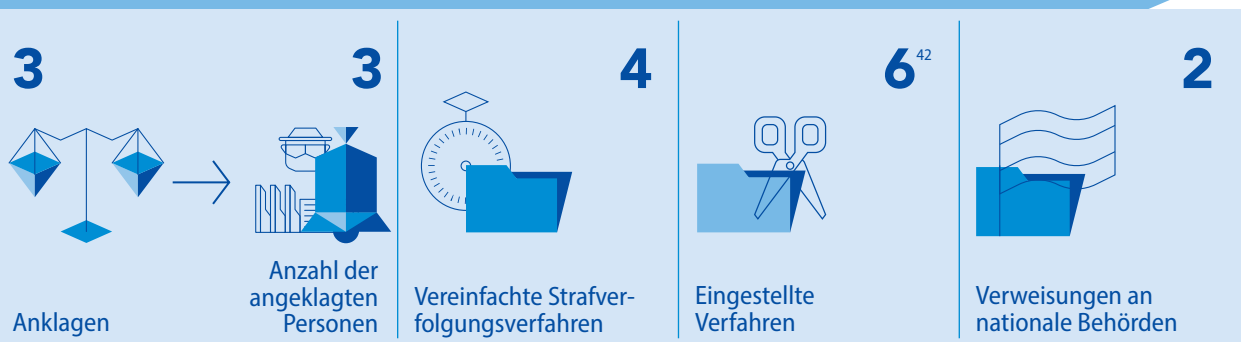 3
3
Anklagen
Anzahl der
angeklagten
Personen
4
Vereinfachte Strafver-
folgungsverfahren
6 42
Eingestellte
Verfahren
2
Verweisungen an
nationale Behörden